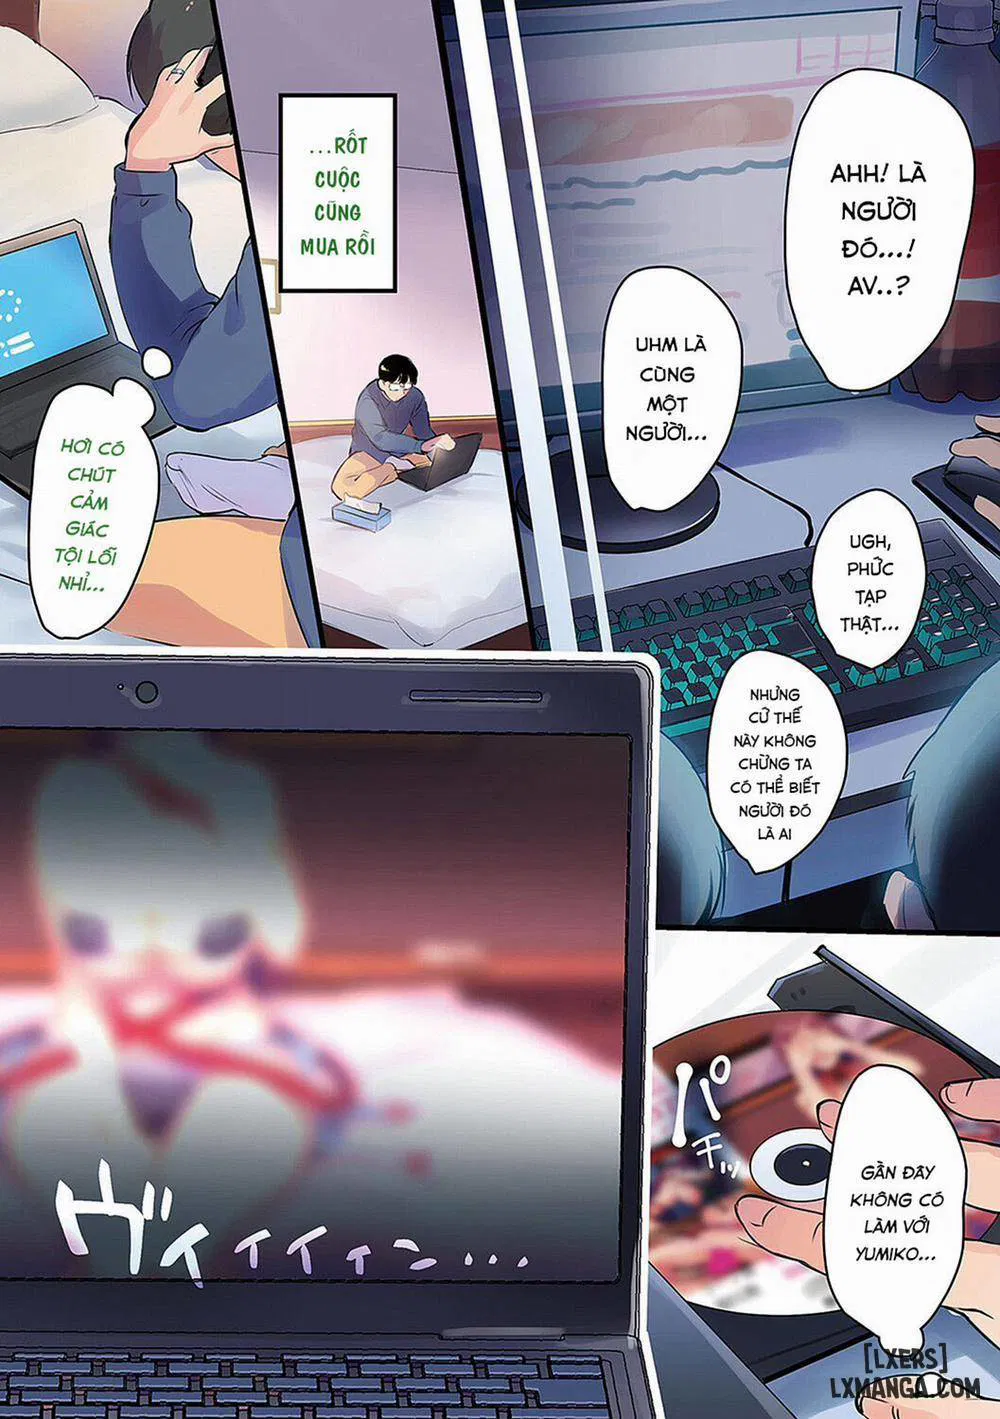 AHH! LÀ
NGƯỜI
ĐÓ...!
AV..?
UHM LÀ
CÙNG
MỘT
NGƯỜI...
UGH,
PHỨC
TẠP
THẬT...
NHƯNG
CỨ THẾ
NÀY KHÔNG
CHỪNG TA
CÓ THỂ BIẾT
NGƯỜI ĐÓ
LÀ AI
...RỐT
CUỘC
CŨNG
MUA RỒI
HƠI CÓ
CHÚT
CẢM
GIÁC
TỘI LỖI
NHỈ...
GẦN ĐÂY
KHÔNG CÓ
LÀM VỚI
YUMIKO...
パ
チッ
ヴィイイイン...
[LXERS]
LXMANGA.COM